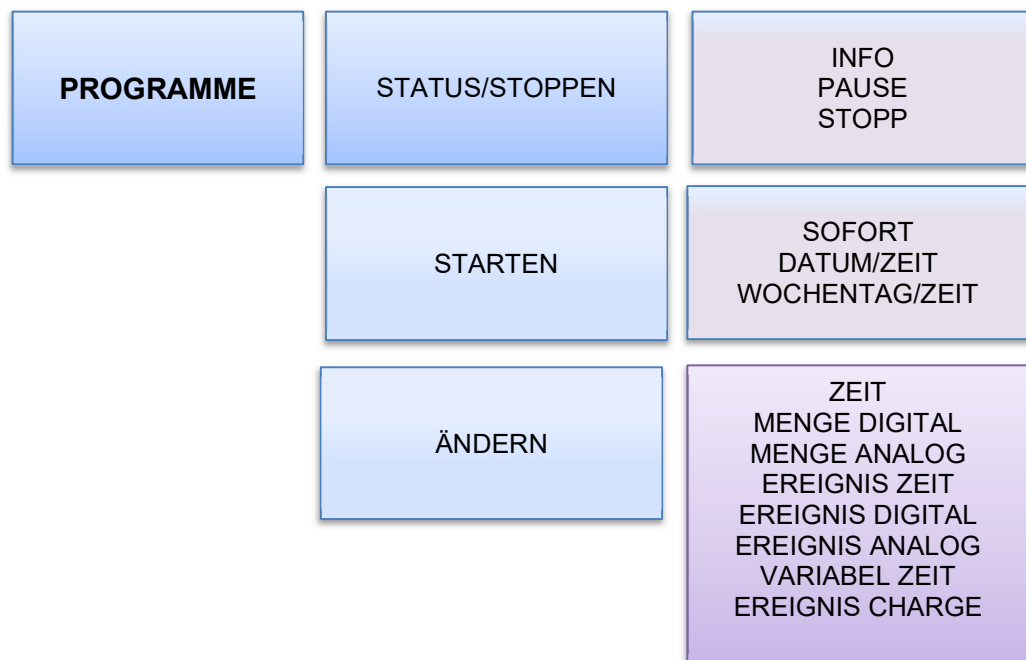 PROGRAMME
STATUS/STOPPEN
INFO
PAUSE
STOPP
STARTEN
SOFORT
DATUM/ZEIT
WOCHENTAG/ZEIT
ÄNDERN
ZEIT
MENGE DIGITAL
MENGE ANALOG
EREIGNIS ZEIT
EREIGNIS DIGITAL
EREIGNIS ANALOG
VARIABEL ZEIT
EREIGNIS CHARGE